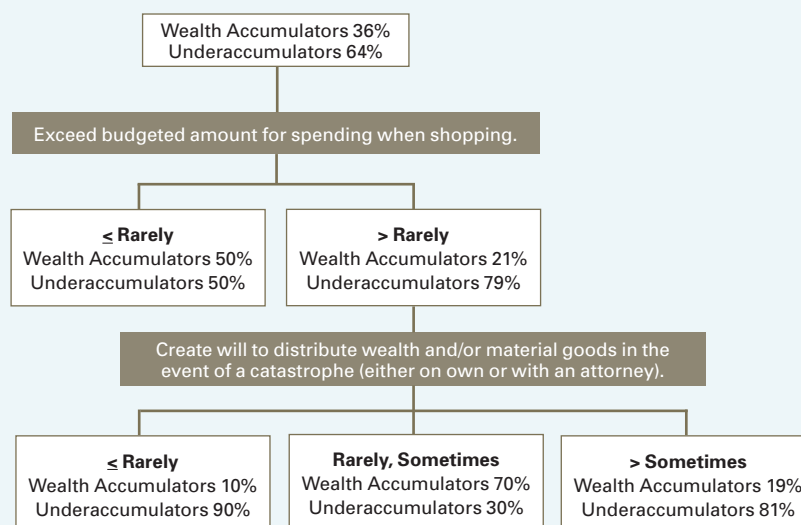 Wealth Accumulators 36%
Underaccumulators 64%
Exceed budgeted amount for spending when shopping.
≤ Rarely
Wealth Accumulators 50%
Underaccumulators 50%
> Rarely
Wealth Accumulators 21%
Underaccumulators 79%
Create will to distribute wealth and/or material goods in the
event of a catastrophe (either on own or with an attorney).
≤ Rarely
Wealth Accumulators 10%
Underaccumulators 90%
Rarely, Sometimes
Wealth Accumulators 70%
Underaccumulators 30%
> Sometimes
Wealth Accumulators 19%
Underaccumulators 81%